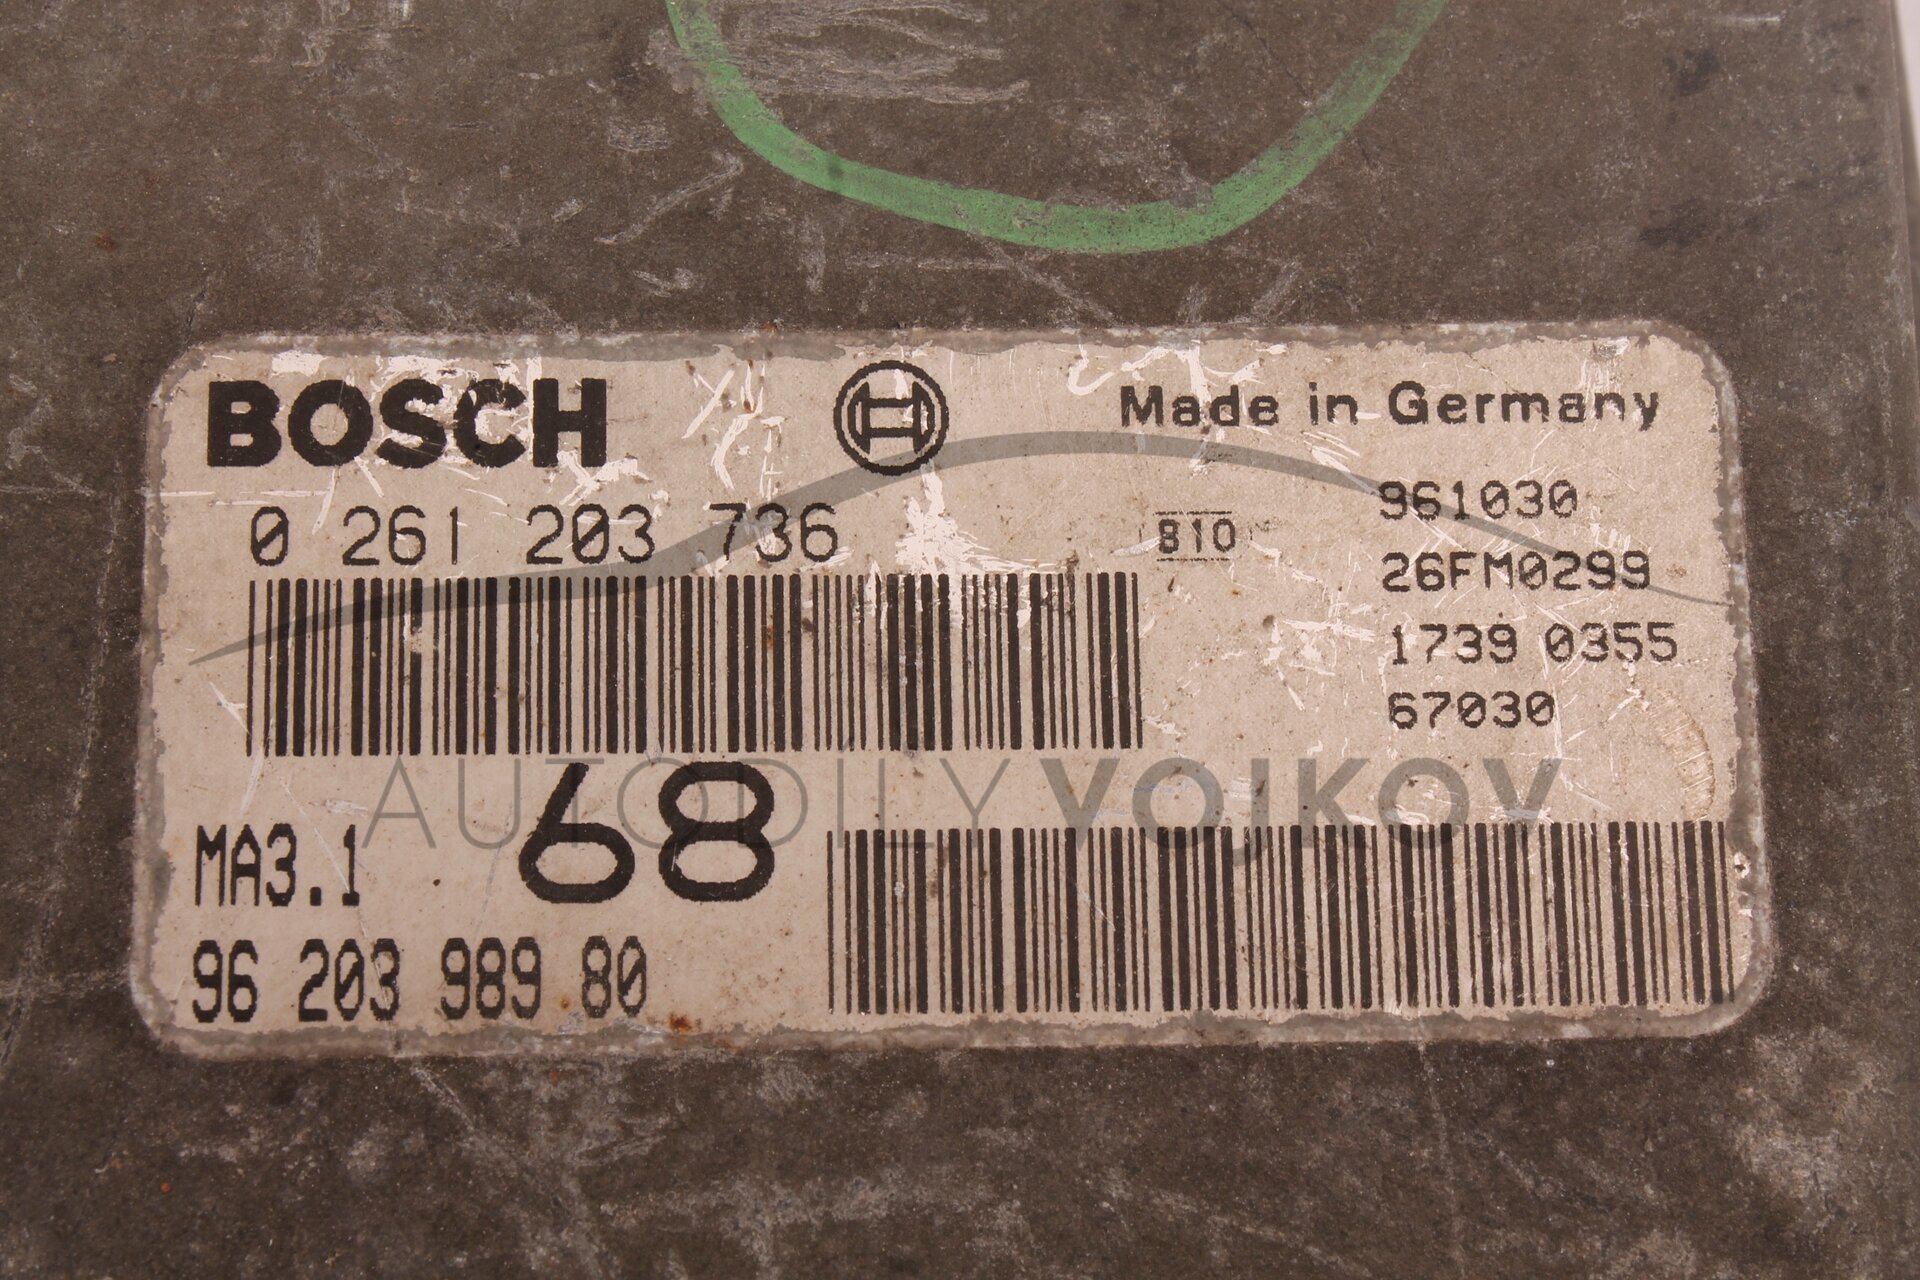 BOSCH
Made in Germany
0 261 203 736
810
961030
26FM0299
1739 0355
67030
AUTODILY VOJKOV
MA3.1
68
96 203 989 80